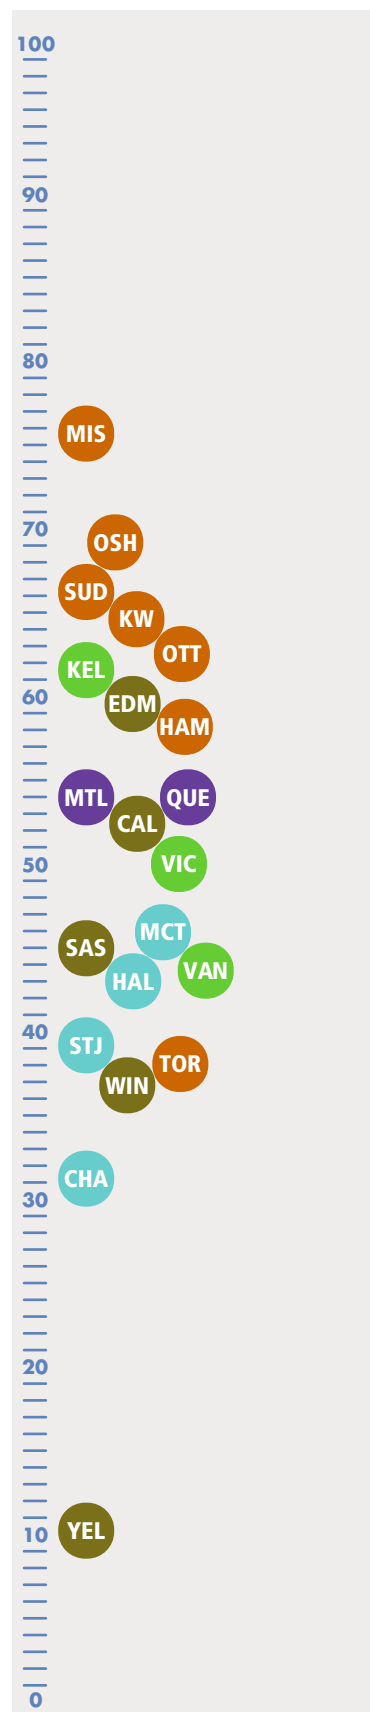 100
90
80
MIS
70
OSH
SUD
KW
OTT
KEL
60
EDM
HAM
MTL
QUE
CAL
50
VIC
MCT
SAS
VAN
HAL
40
STJ
TOR
WIN
CHA
30
20
YEL
10
0